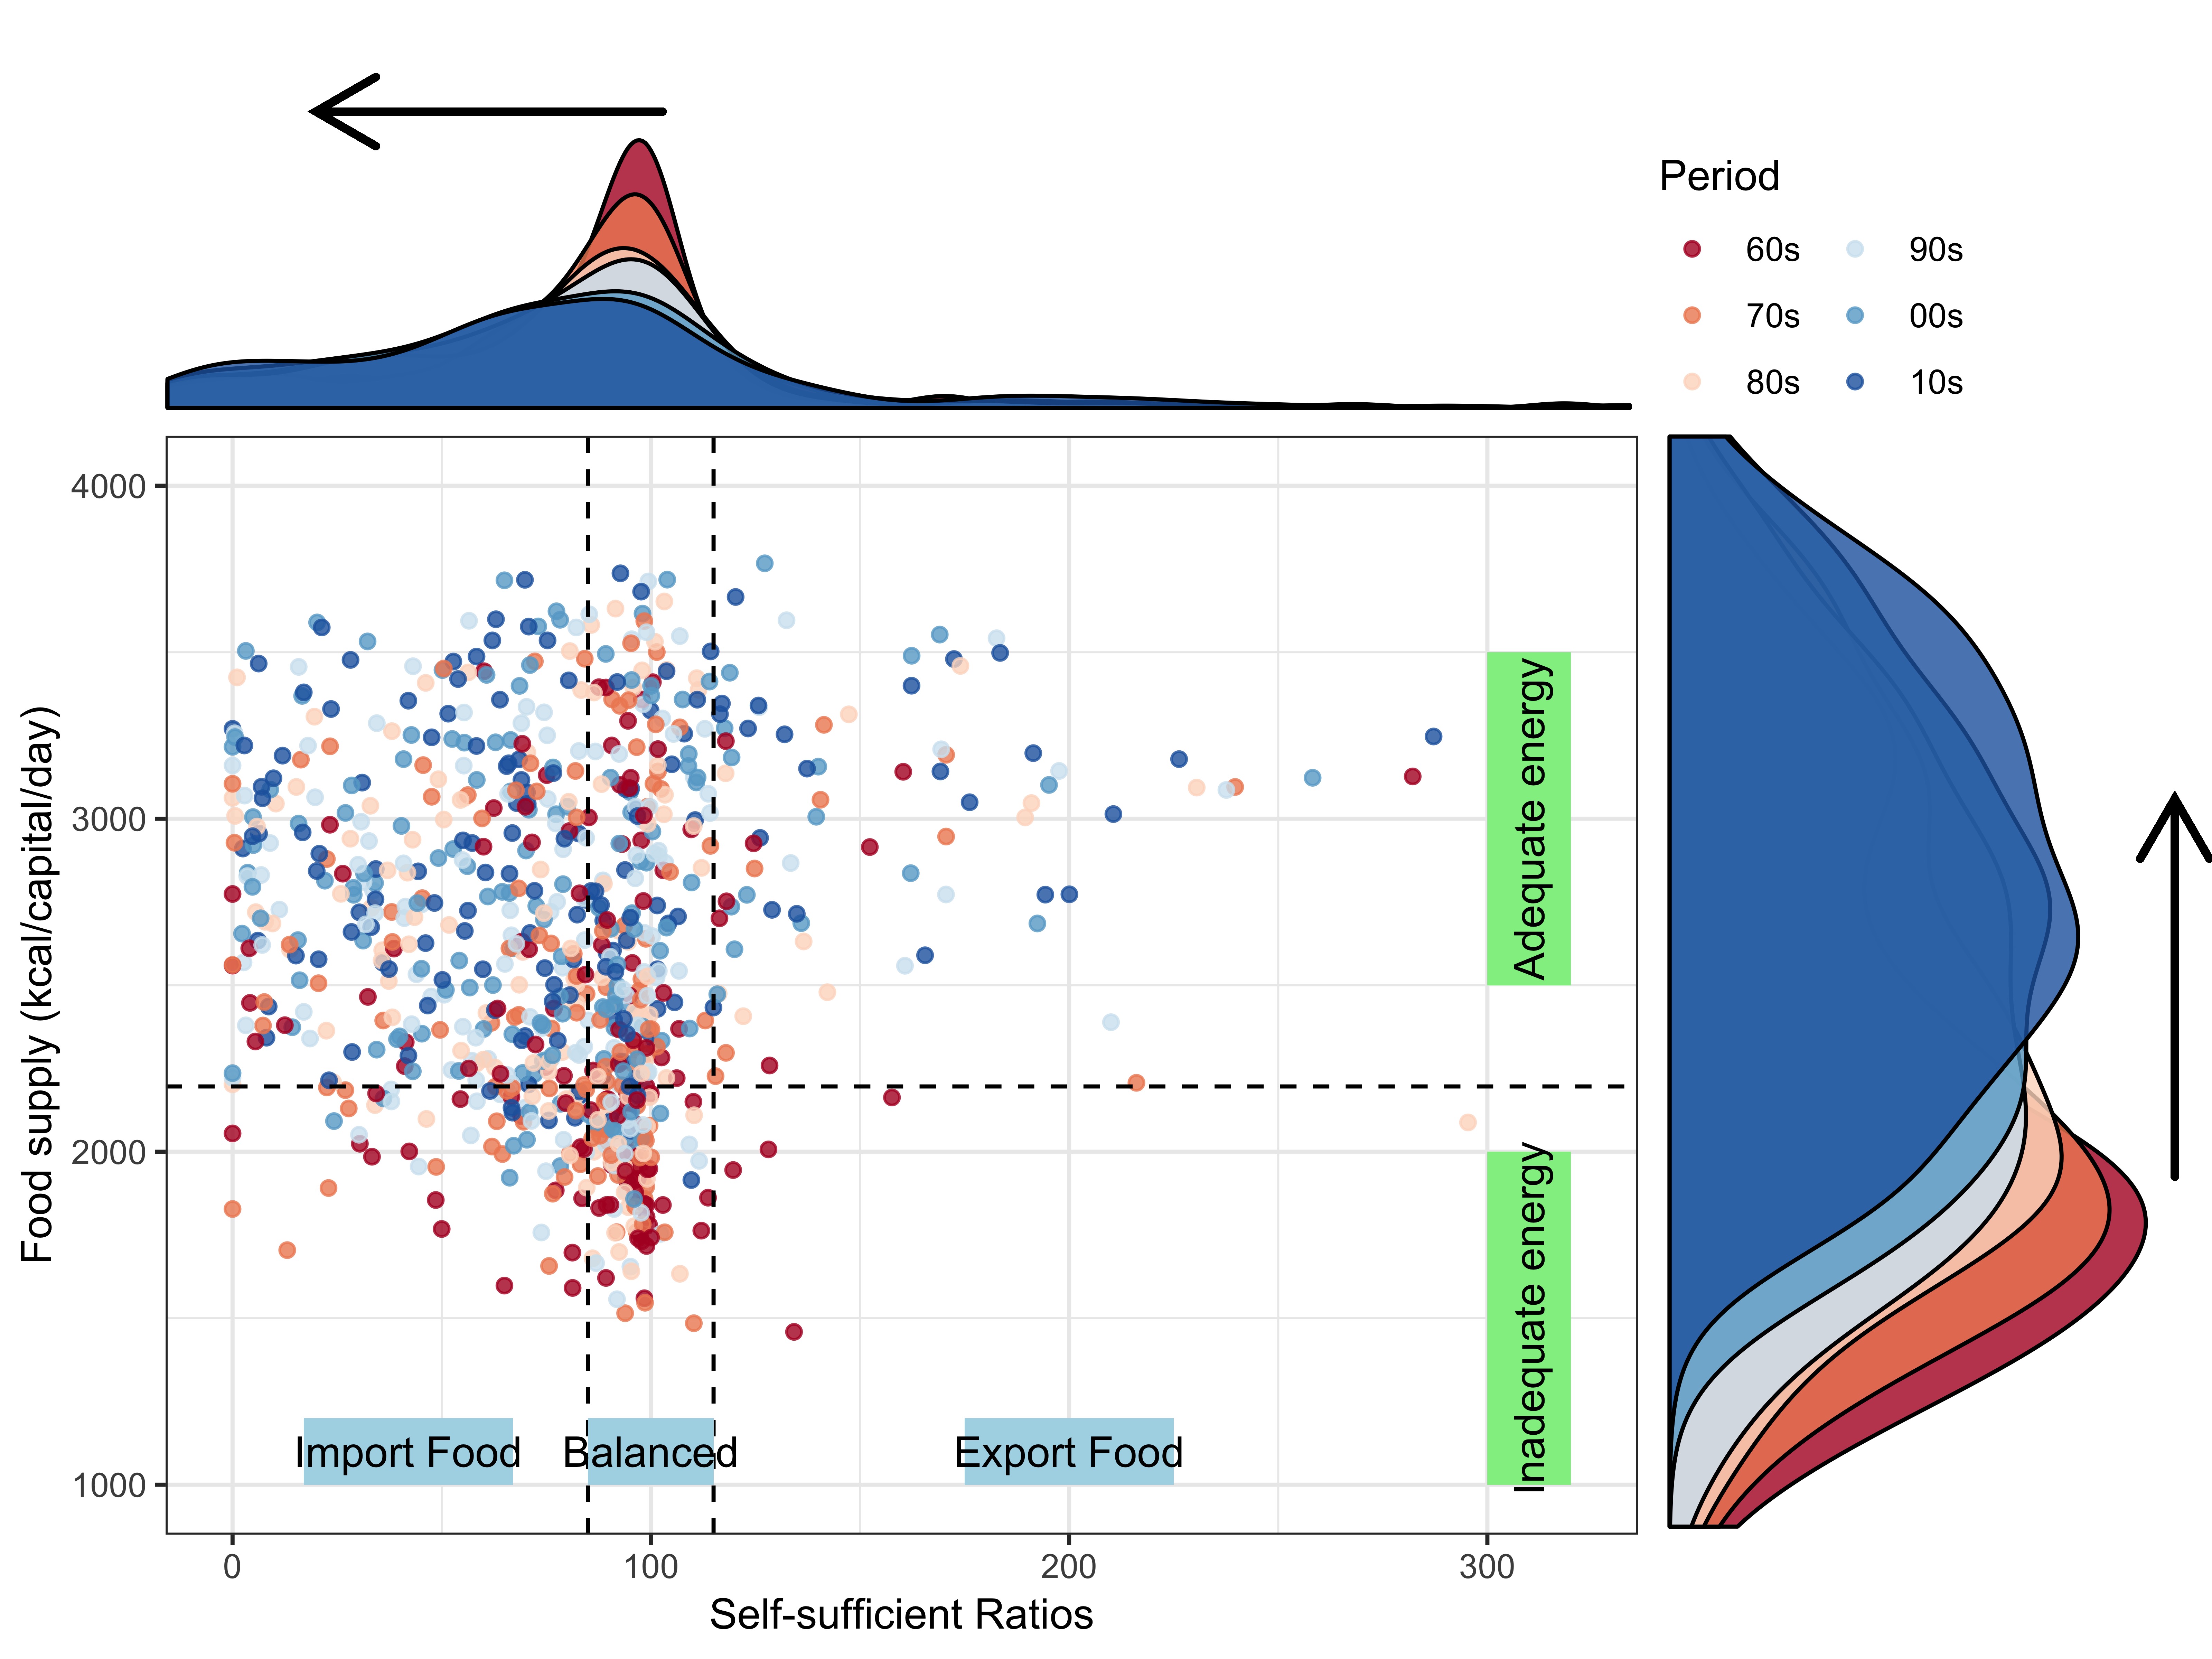 Period
60s 90s
70s 00s
80s 10s
4000
3000
2000
1000
Food supply (kcal/capital/day)
Adequate energy
Inadequate energy
Import Food
Balanced
Export Food
0 100 200 300
Self-sufficient Ratios